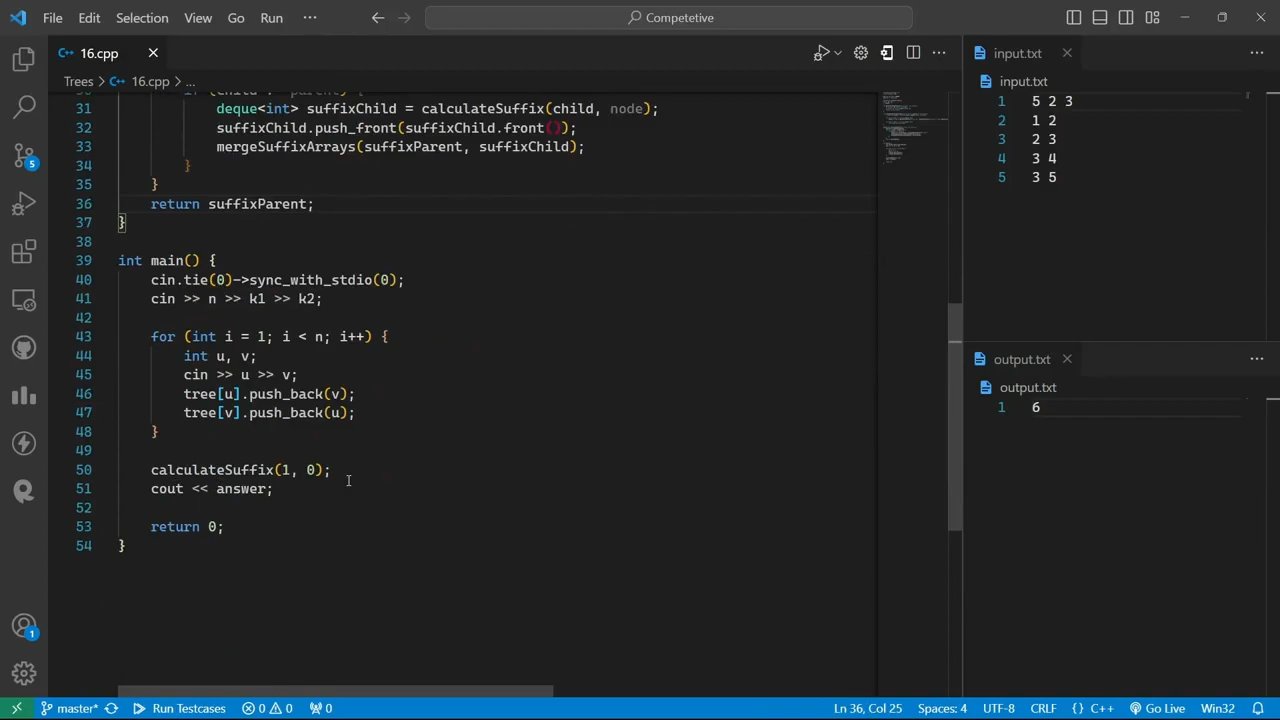 File Edit Selection View Go Run ··· Competetive
16.cpp
Trees > 16.cpp > ...
31 deque<int> suffixChild = calculateSuffix(child, node);
32 suffixChild.push_front(suffixChild.front());
33 mergeSuffixArrays(suffixParent, suffixChild);
34 }
35 }
36 return suffixParent;
37 }
38
39 int main() {
40 cin.tie(0)->sync_with_stdio(0);
41 cin >> n >> k1 >> k2;
42
43 for (int i = 1; i < n; i++) {
44 int u, v;
45 cin >> u >> v;
46 tree[u].push_back(v);
47 tree[v].push_back(u);
48 }
49
50 calculateSuffix(1, 0);
51 cout << answer;
52
53 return 0;
54 }
input.txt
input.txt
1 5 2 3
2 1 2
3 2 3
4 3 4
5 3 5
output.txt
output.txt
1 6
5
1
master* Run Testcases 0 0 0 Ln 36, Col 25 Spaces: 4 UTF-8 CRLF {} C++ Go Live Win32